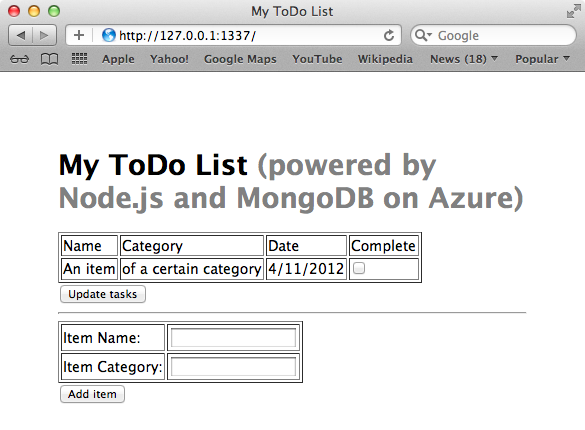 My ToDo List
http://127.0.0.1:1337/
Google
Apple Yahoo! Google Maps YouTube Wikipedia News (18) Popular
My ToDo List (powered by
Node.js and MongoDB on Azure)
Name Category Date Complete
An item of a certain category 4/11/2012
Update tasks
Item Name:
Item Category:
Add item